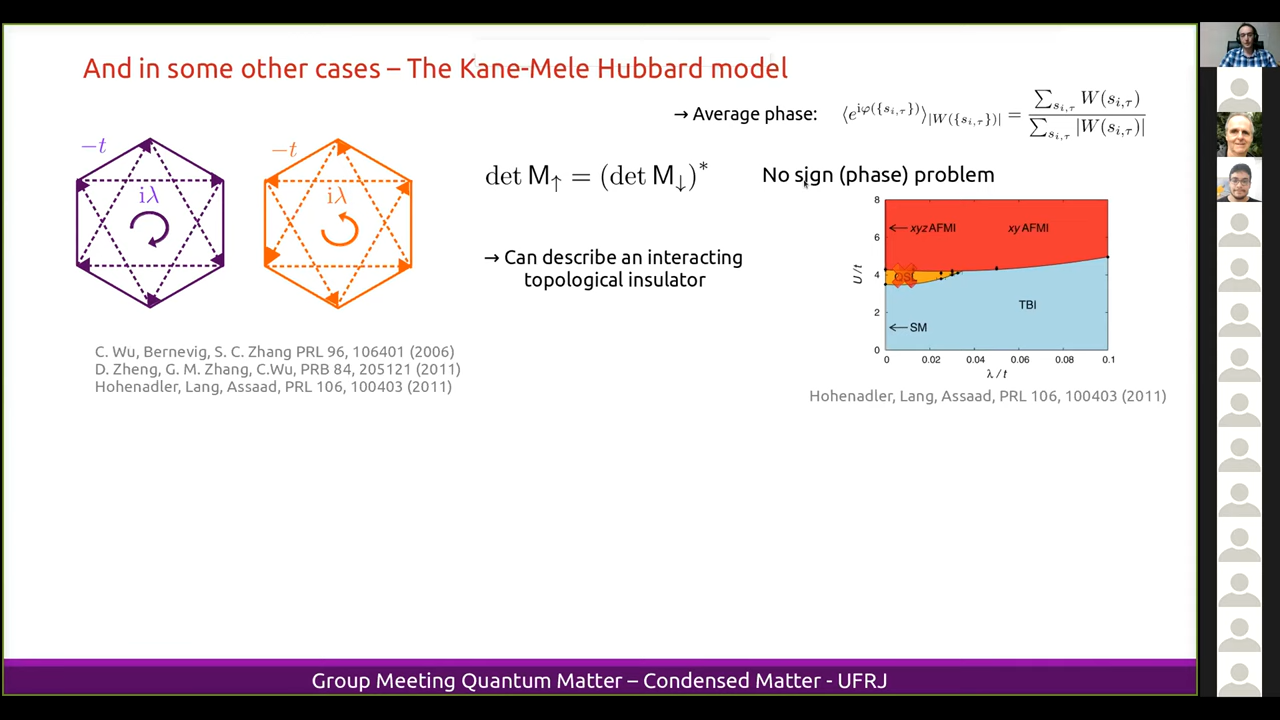 And in some other cases – The Kane-Mele Hubbard model
→ Average phase: ⟨e^{iφ({s_{i,τ}})}⟩_{|W({s_{i,τ}})|} = \frac{∑_{s_{i,τ}} W(s_{i,τ})}{∑_{s_{i,τ}} |W(s_{i,τ})|}
−t
iλ
−t
iλ
det M↑ = (det M↓)*
No sign (phase) problem
→ Can describe an interacting
topological insulator
8
6
4
2
0
U/t
xyz AFMI
xy AFMI
QSL
TBI
SM
0 0.02 0.04 0.06 0.08 0.1
λ/t
C. Wu, Bernevig, S. C. Zhang PRL 96, 106401 (2006)
D. Zheng, G. M. Zhang, C.Wu, PRB 84, 205121 (2011)
Hohenadler, Lang, Assaad, PRL 106, 100403 (2011)
Hohenadler, Lang, Assaad, PRL 106, 100403 (2011)
Group Meeting Quantum Matter – Condensed Matter - UFRJ